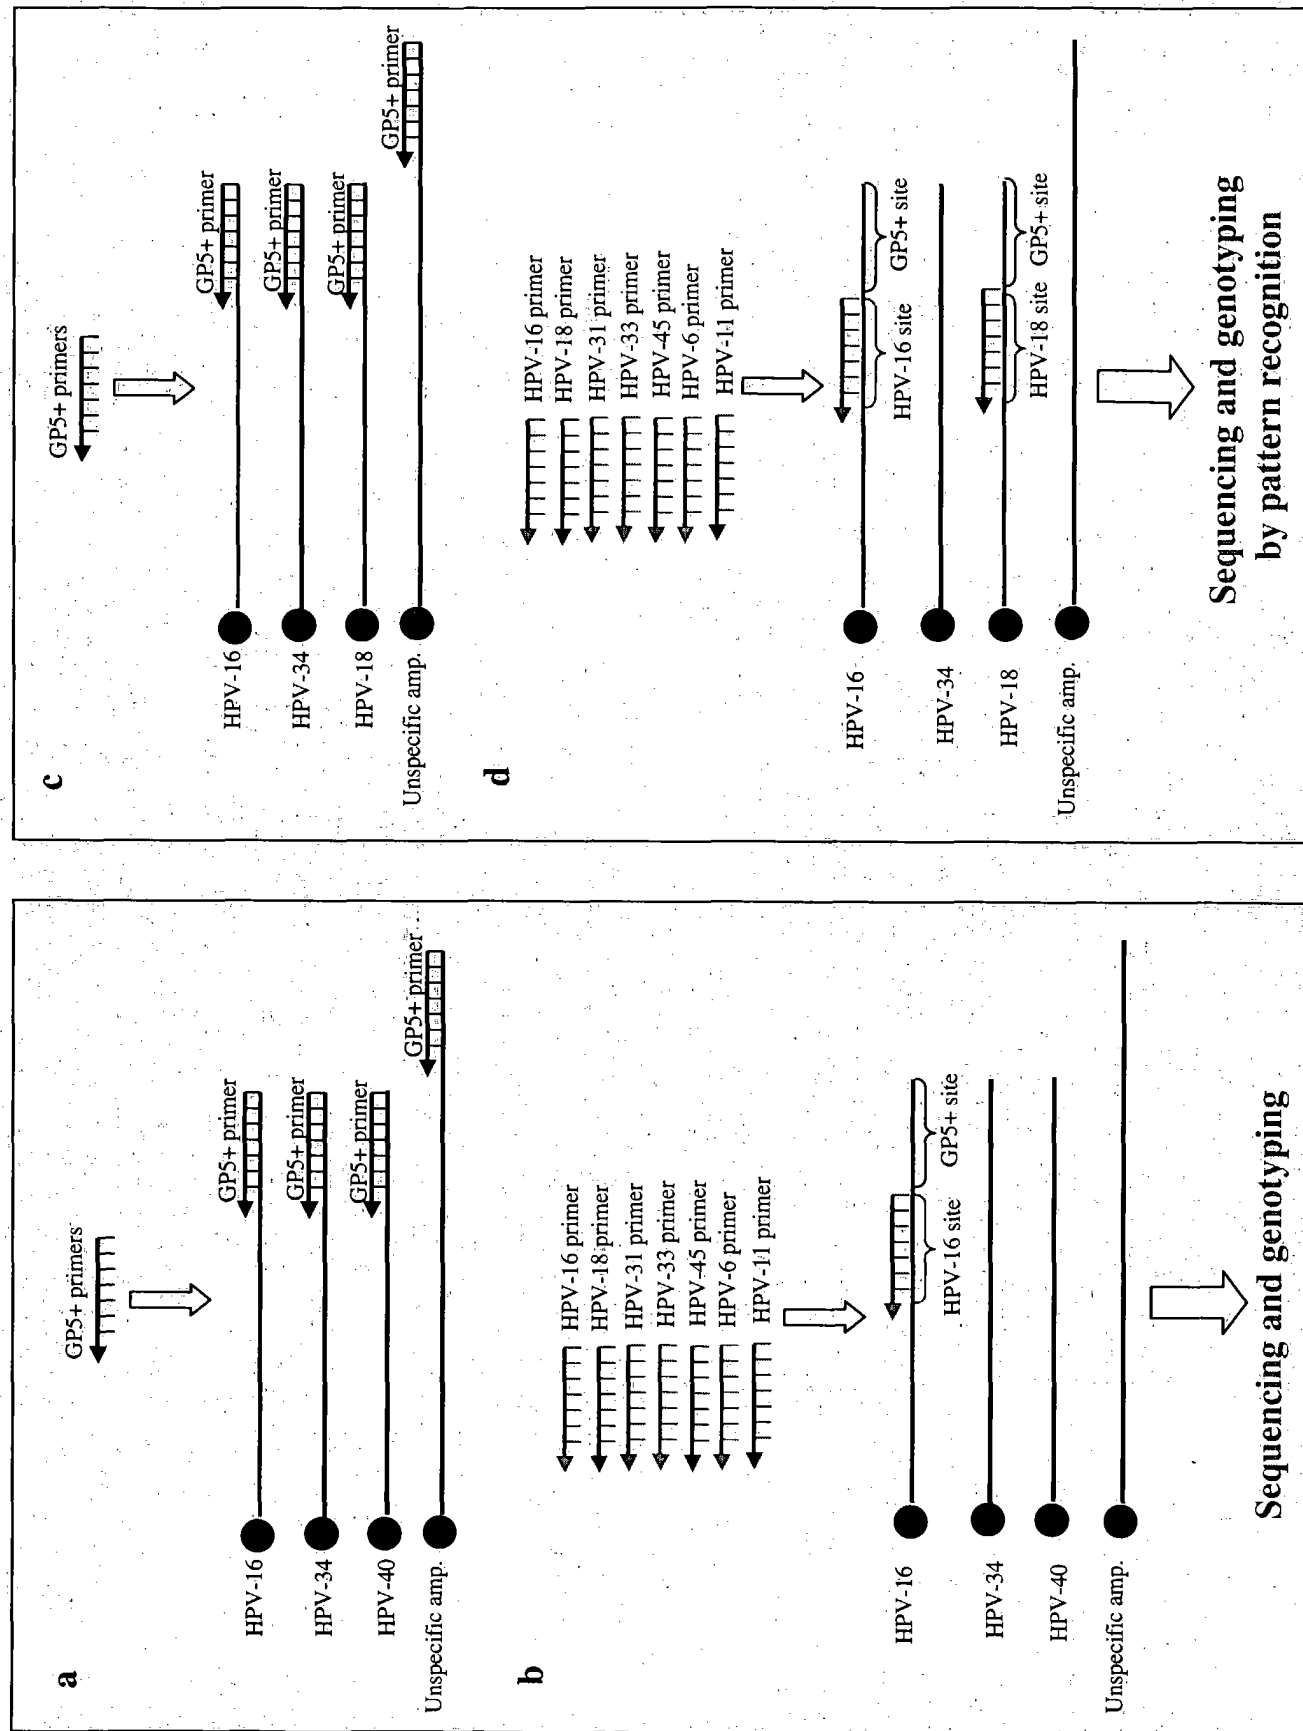 a
GP5+ primers
GP5+ primer
HPV-16
GP5+ primer
HPV-34
GP5+ primer
HPV-40
GP5+ primer
Unspecific amp.
b
HPV-16 primer
HPV-18 primer
HPV-31 primer
HPV-33 primer
HPV-45 primer
HPV-6 primer
HPV-11 primer
HPV-16
HPV-16 site
GP5+ site
HPV-34
HPV-40
Unspecific amp.
Sequencing and genotyping
c
GP5+ primers
GP5+ primer
HPV-16
GP5+ primer
HPV-34
GP5+ primer
HPV-18
GP5+ primer
Unspecific amp.
d
HPV-16 primer
HPV-18 primer
HPV-31 primer
HPV-33 primer
HPV-45 primer
HPV-6 primer
HPV-11 primer
HPV-16
HPV-16 site
GP5+ site
HPV-34
HPV-18
HPV-18 site
GP5+ site
Unspecific amp.
Sequencing and genotyping
by pattern recognition